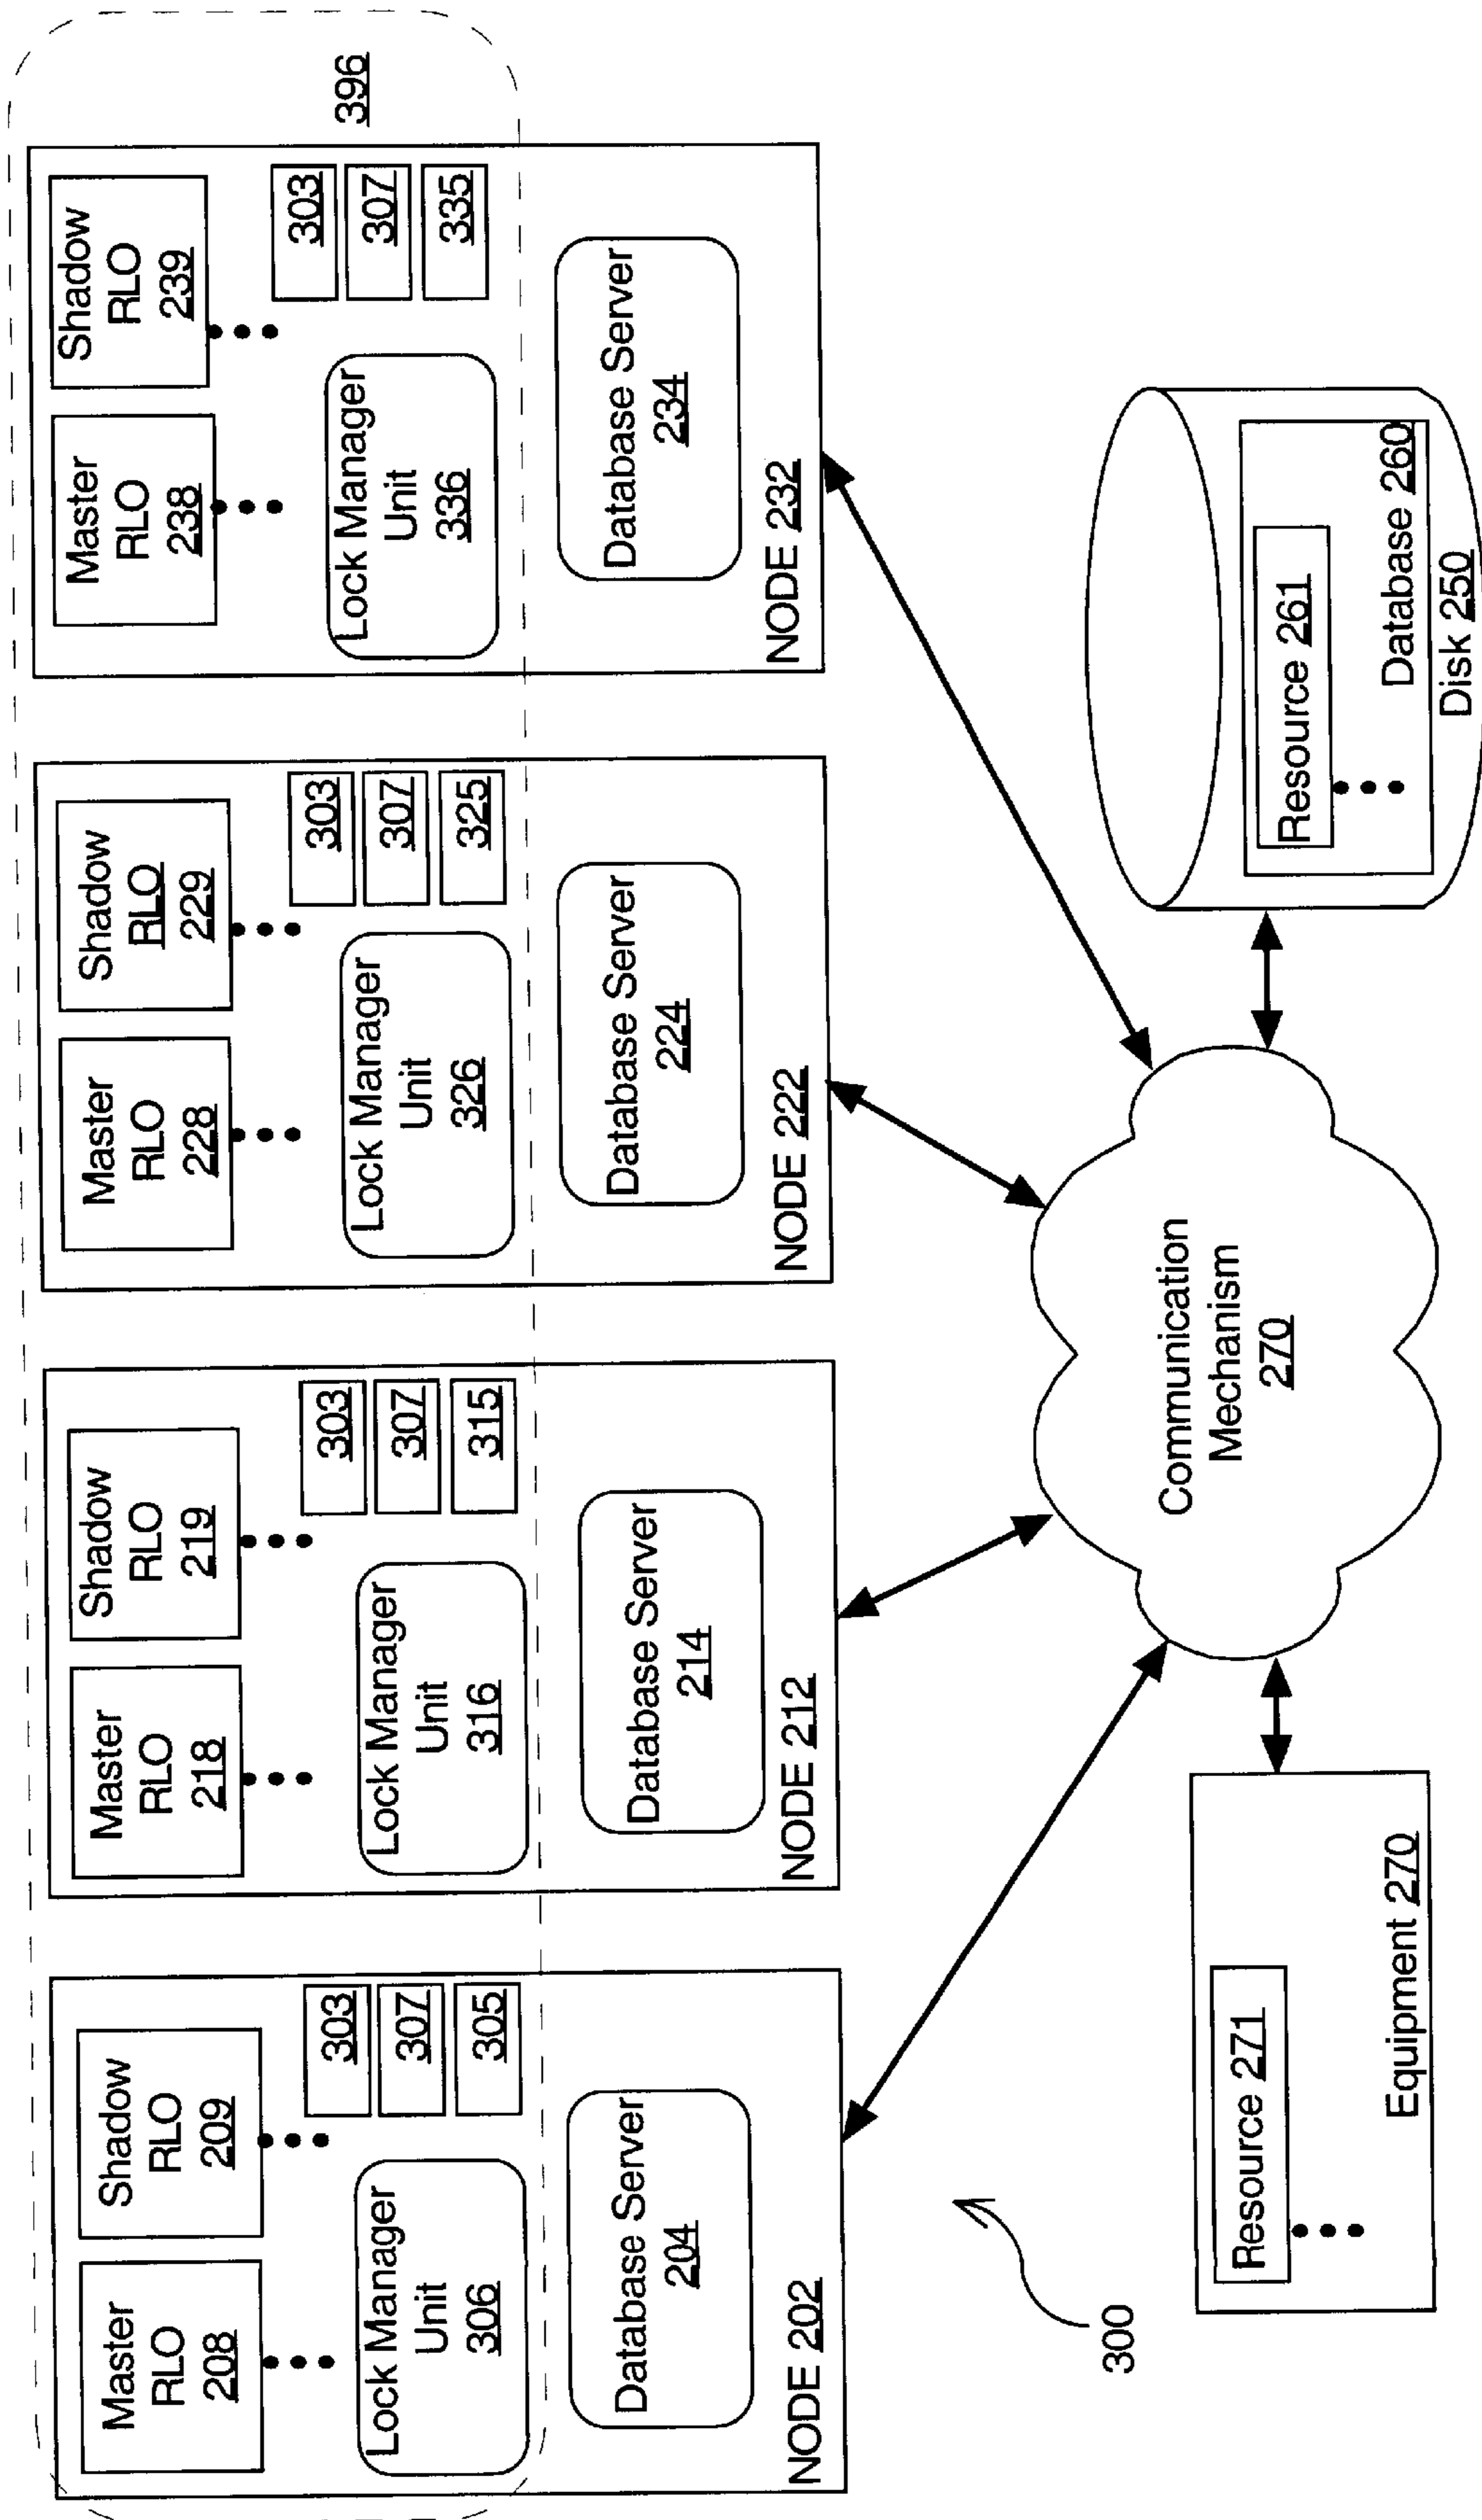 Master
RLO
208
Shadow
RLO
209
303
307
305
Lock Manager
Unit
306
Database Server
204
NODE 202
Master
RLO
218
Shadow
RLO
219
303
307
315
Lock Manager
Unit
316
Database Server
214
NODE 212
Master
RLO
228
Shadow
RLO
229
303
307
325
Lock Manager
Unit
326
Database Server
224
NODE 222
Master
RLO
238
Shadow
RLO
239
303
307
335
Lock Manager
Unit
336
Database Server
234
NODE 232
396
300
Communication
Mechanism
270
Resource 271
Equipment 270
Resource 261
Database 260
Disk 250